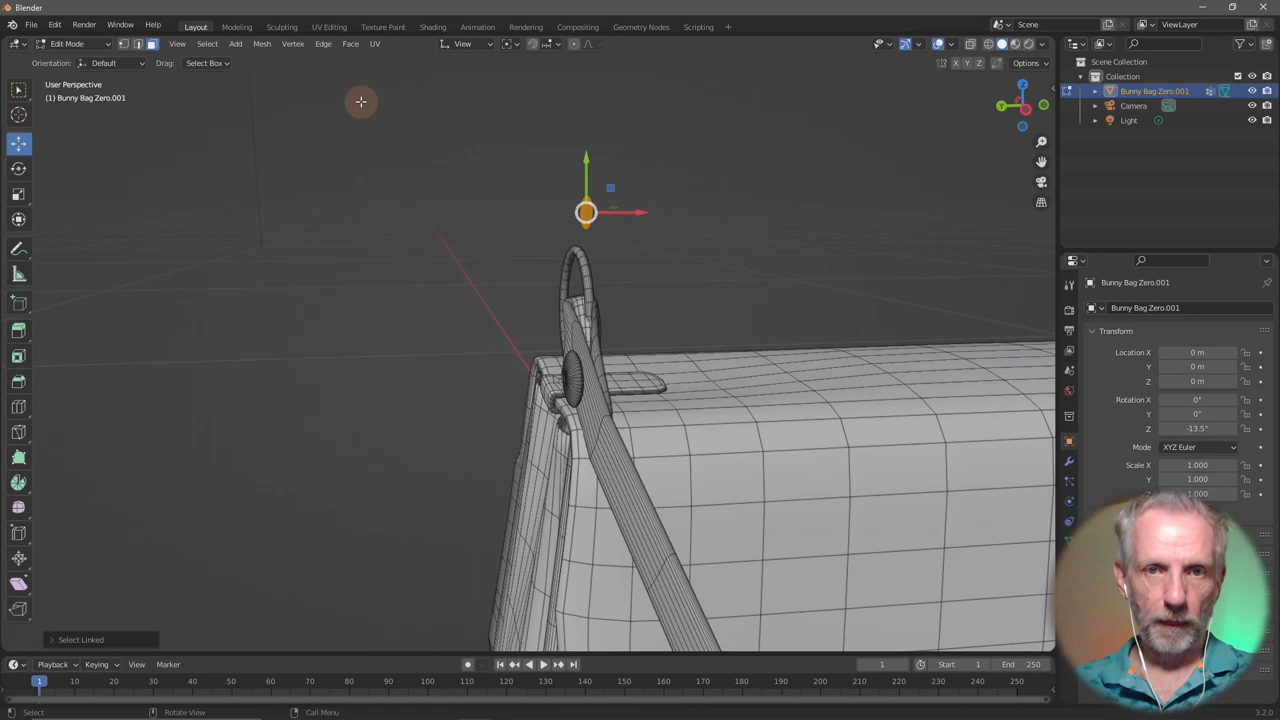 Blender
File Edit Render Window Help Layout Modeling Sculpting UV Editing Texture Paint Shading Animation Rendering Compositing Geometry Nodes Scripting + Scene ViewLayer
Edit Mode View Select Add Mesh Vertex Edge Face UV View
Orientation: Default Drag: Select Box X Y Z Options
User Perspective
(1) Bunny Bag Zero.001
Z
Y
Scene Collection
Collection
Bunny Bag Zero.001
Camera
Light
Bunny Bag Zero.001
Bunny Bag Zero.001
Transform
Location X 0 m
Y 0 m
Z 0 m
Rotation X 0°
Y 0°
Z -13.5°
Mode XYZ Euler
Scale X 1.000
Y 1.000
Z 1.000
Select Linked
Playback Keying View Marker 1 Start 1 End 250
1 10 20 30 40 50 60 70 80 90 100 110 120 130 140 150 160 170 180 190 200 210 220 230 240 250
Select Rotate View Call Menu 3.2.0